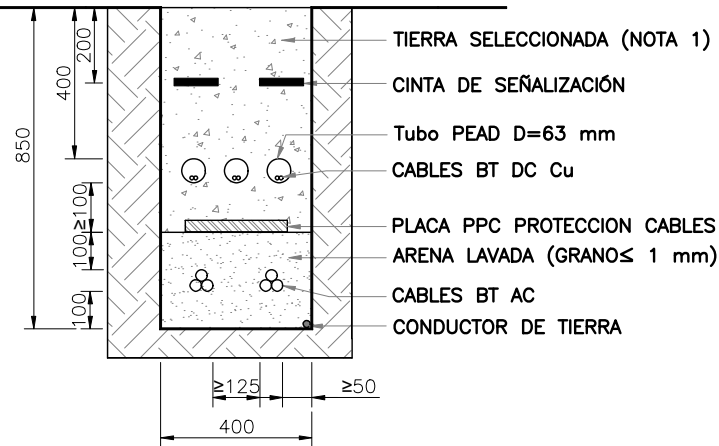 TIERRA SELECCIONADA (NOTA 1)
CINTA DE SEÑALIZACIÓN
Tubo PEAD D=63 mm
CABLES BT DC Cu
PLACA PPC PROTECCION CABLES
ARENA LAVADA (GRANO≤ 1 mm)
CABLES BT AC
CONDUCTOR DE TIERRA
200
400
850
≥100
100
100
≥125
≥50
400